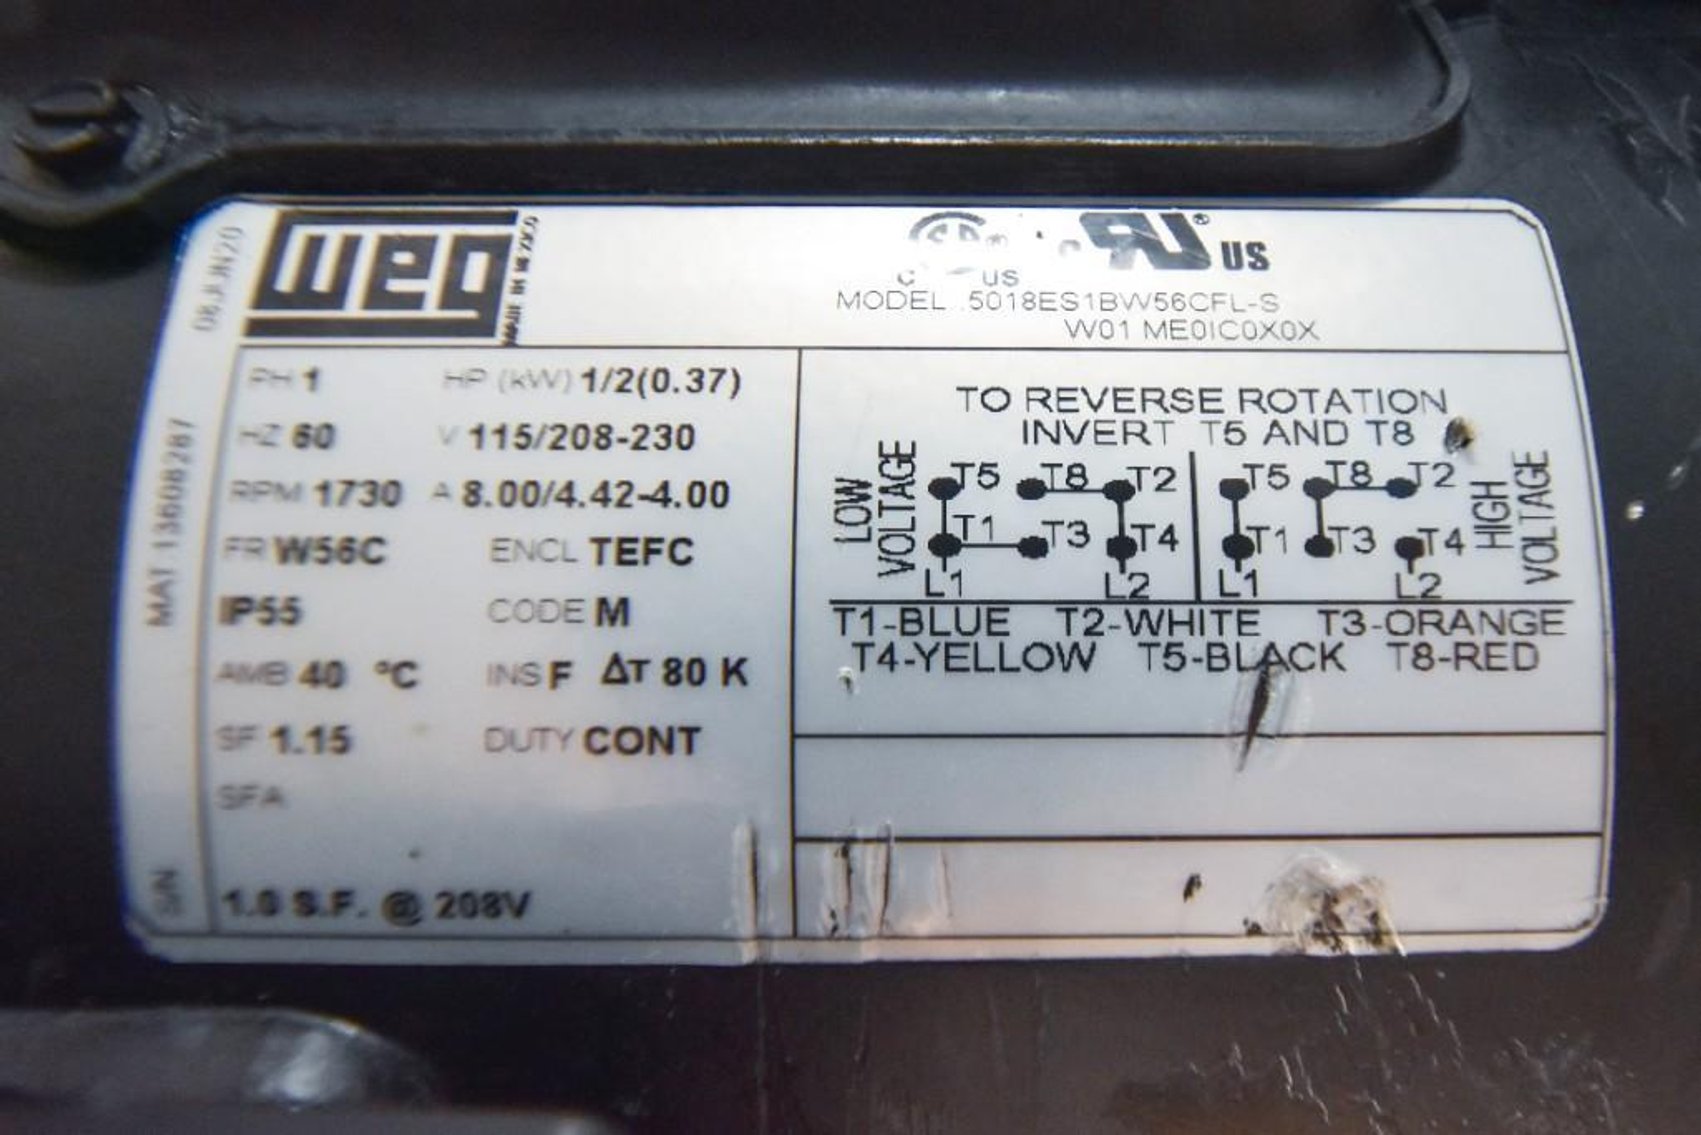 06JUN20
MAT 13608287
S/N
WEG
MADE IN MEXICO
C US
® US
MODEL .5018ES1BW56CFL-S
W01 ME0IC0X0X
PH 1 HP (kW) 1/2(0.37)
HZ 60 V 115/208-230
RPM 1730 A 8.00/4.42-4.00
FR W56C ENCL TEFC
IP55 CODE M
AMB 40 °C INS F ΔT 80 K
SF 1.15 DUTY CONT
SFA
1.0 S.F. @ 208V
TO REVERSE ROTATION
INVERT T5 AND T8
LOW VOLTAGE
T5 T8 T2
T1 T3 T4
L1 L2
T5 T8 T2
T1 T3 T4
L1 L2
HIGH VOLTAGE
T1-BLUE T2-WHITE T3-ORANGE
T4-YELLOW T5-BLACK T8-RED